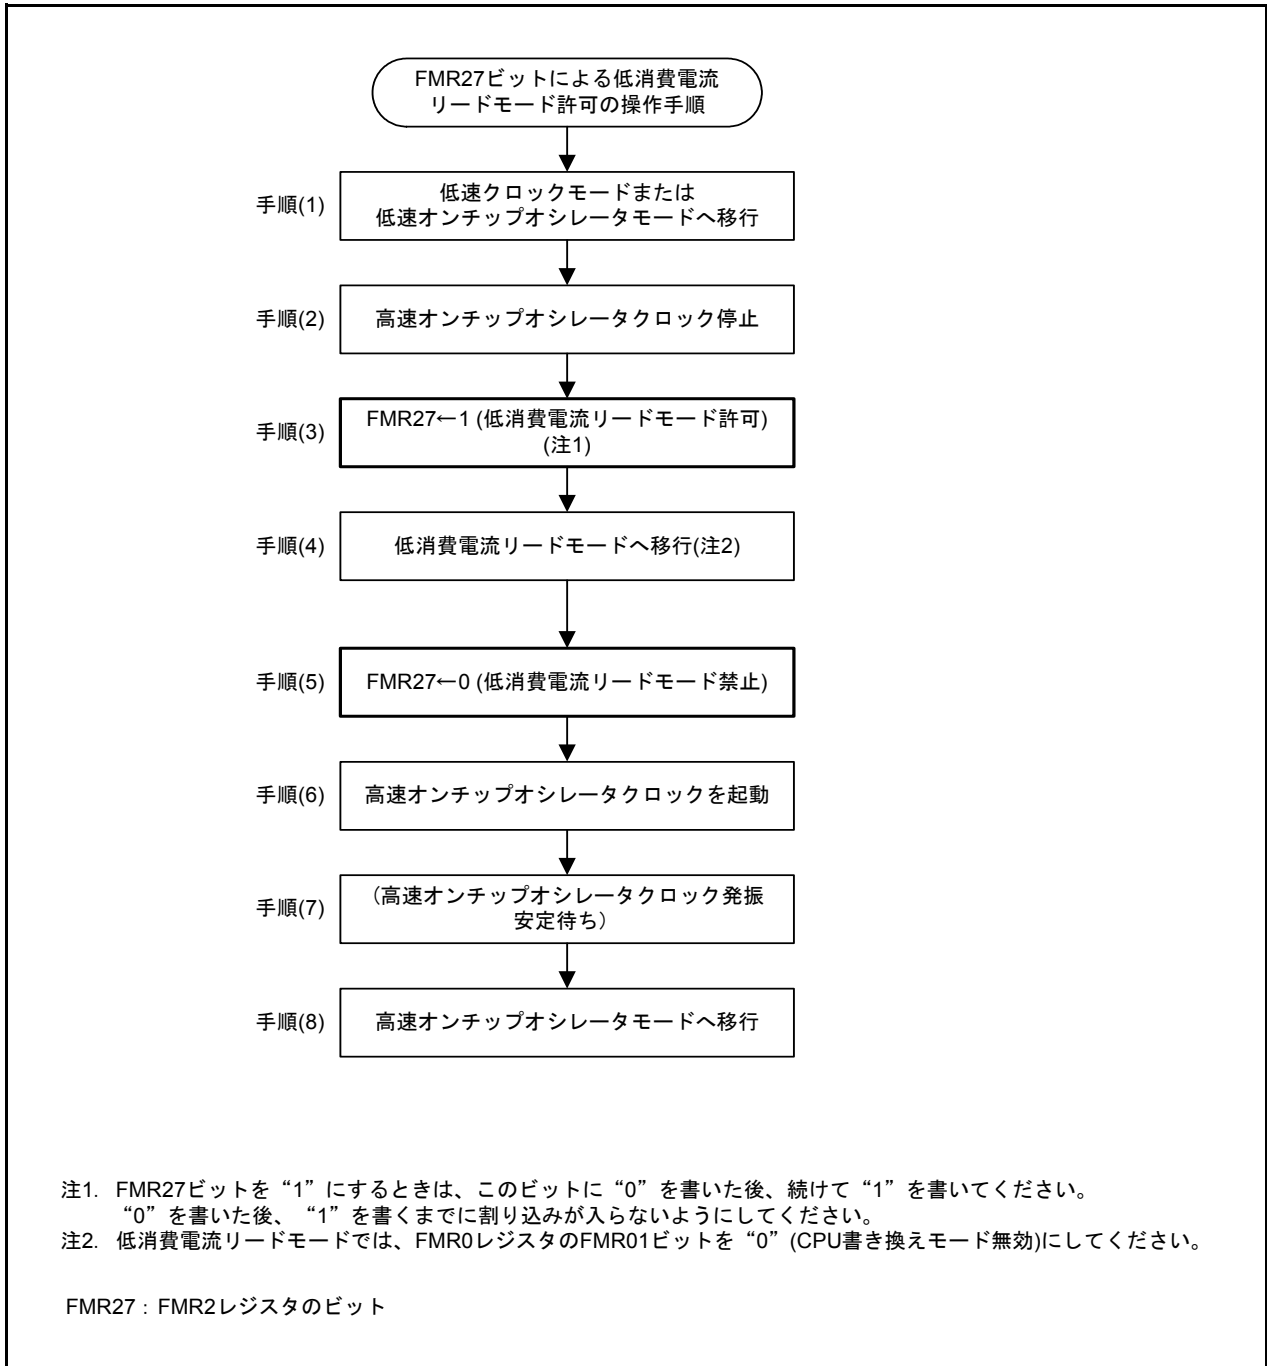 FMR27ビットによる低消費電流
リードモード許可の操作手順
手順(1)
低速クロックモードまたは
低速オンチップオシレータモードへ移行
手順(2)
高速オンチップオシレータクロック停止
手順(3)
FMR27←1 (低消費電流リードモード許可)
(注1)
手順(4)
低消費電流リードモードへ移行(注2)
手順(5)
FMR27←0 (低消費電流リードモード禁止)
手順(6)
高速オンチップオシレータクロックを起動
手順(7)
（高速オンチップオシレータクロック発振
安定待ち）
手順(8)
高速オンチップオシレータモードへ移行
注1. FMR27ビットを“1”にするときは、このビットに“0”を書いた後、続けて“1”を書いてください。
“0”を書いた後、“1”を書くまでに割り込みが入らないようにしてください。
注2. 低消費電流リードモードでは、FMR0レジスタのFMR01ビットを“0”(CPU書き換えモード無効)にしてください。
FMR27：FMR2レジスタのビット